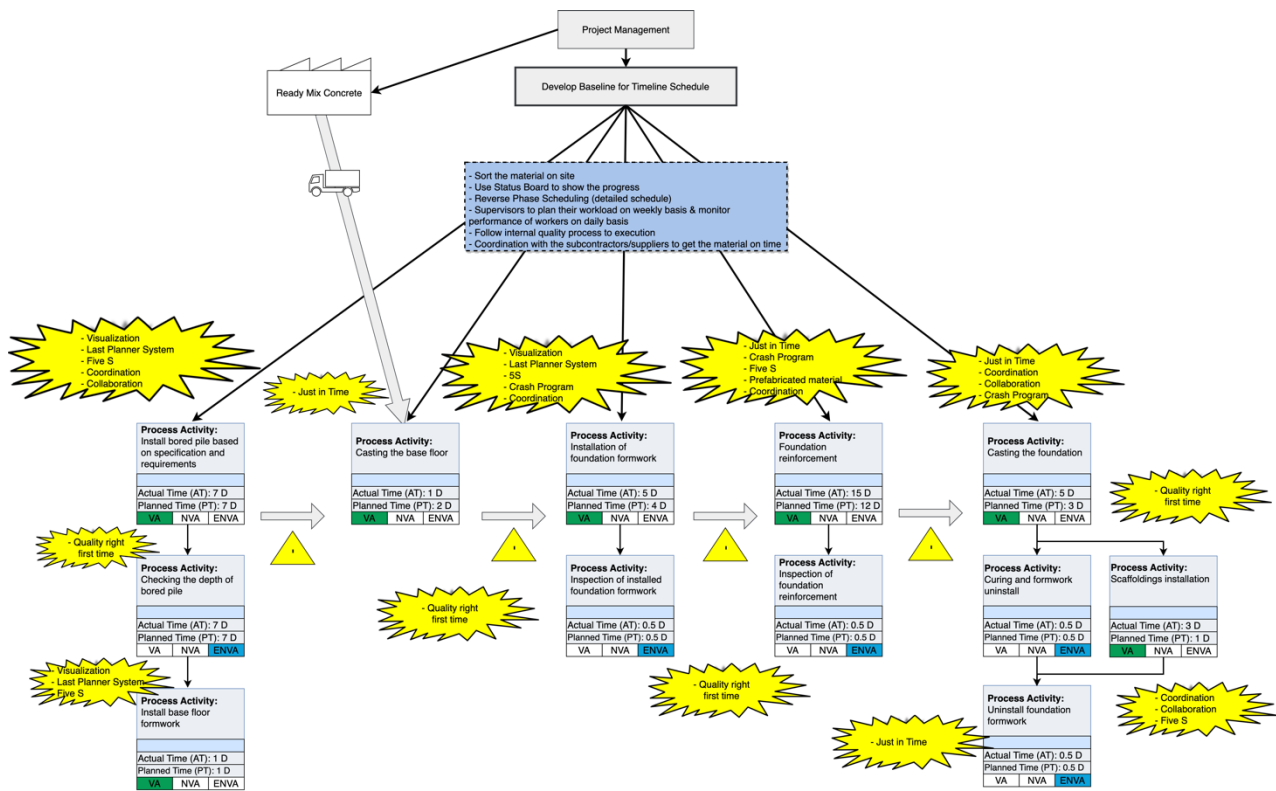 Project Management
Ready Mix Concrete
Develop Baseline for Timeline Schedule
- Sort the material on site
- Use Status Board to show the progress
- Reverse Phase Scheduling (detailed schedule)
- Supervisors to plan their workload on weekly basis & monitor
performance of workers on daily basis
- Follow internal quality process to execution
- Coordination with the subcontractors/suppliers to get the material on time
- Visualization
- Last Planner System
- Five S
- Coordination
- Collaboration
- Just in Time
- Visualization
- Last Planner System
- 5S
- Crash Program
- Coordination
- Just in Time
- Crash Program
- Five S
- Prefabricated material
- Coordination
- Just in Time
- Coordination
- Collaboration
- Crash Program
Process Activity:
Install bored pile based
on specification and
requirements
Actual Time (AT): 7 D
Planned Time (PT): 7 D
VA NVA ENVA
Process Activity:
Casting the base floor
Actual Time (AT): 1 D
Planned Time (PT): 2 D
VA NVA ENVA
Process Activity:
Installation of
foundation formwork
Actual Time (AT): 5 D
Planned Time (PT): 4 D
VA NVA ENVA
Process Activity:
Foundation
reinforcement
Actual Time (AT): 15 D
Planned Time (PT): 12 D
VA NVA ENVA
Process Activity:
Casting the foundation
Actual Time (AT): 5 D
Planned Time (PT): 3 D
VA NVA ENVA
- Quality right
first time
- Quality right
first time
Process Activity:
Checking the depth of
bored pile
Actual Time (AT): 7 D
Planned Time (PT): 7 D
VA NVA ENVA
- Quality right
first time
Process Activity:
Inspection of installed
foundation formwork
Actual Time (AT): 0.5 D
Planned Time (PT): 0.5 D
VA NVA ENVA
Process Activity:
Inspection of
foundation
reinforcement
Actual Time (AT): 0.5 D
Planned Time (PT): 0.5 D
VA NVA ENVA
Process Activity:
Curing and formwork
uninstall
Actual Time (AT): 0.5 D
Planned Time (PT): 0.5 D
VA NVA ENVA
Process Activity:
Scaffoldings installation
Actual Time (AT): 3 D
Planned Time (PT): 1 D
VA NVA ENVA
- Visualization
- Last Planner System
- Five S
- Quality right
first time
- Coordination
- Collaboration
- Five S
Process Activity:
Install base floor
formwork
Actual Time (AT): 1 D
Planned Time (PT): 1 D
VA NVA ENVA
- Just in Time
Process Activity:
Uninstall foundation
formwork
Actual Time (AT): 0.5 D
Planned Time (PT): 0.5 D
VA NVA ENVA